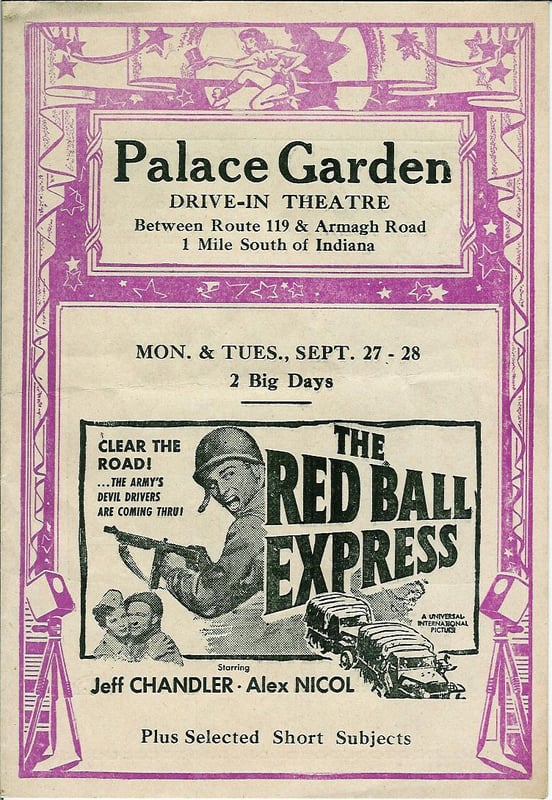 Palace Garden
DRIVE-IN THEATRE
Between Route 119 & Armagh Road
1 Mile South of Indiana
MON. & TUES., SEPT. 27 - 28
2 Big Days
CLEAR THE
ROAD!
...THE ARMY'S
DEVIL DRIVERS
ARE COMING THRU!
THE
RED BALL
EXPRESS
A UNIVERSAL-
INTERNATIONAL
PICTURE
Starring
Jeff CHANDLER · Alex NICOL
Plus Selected Short Subjects